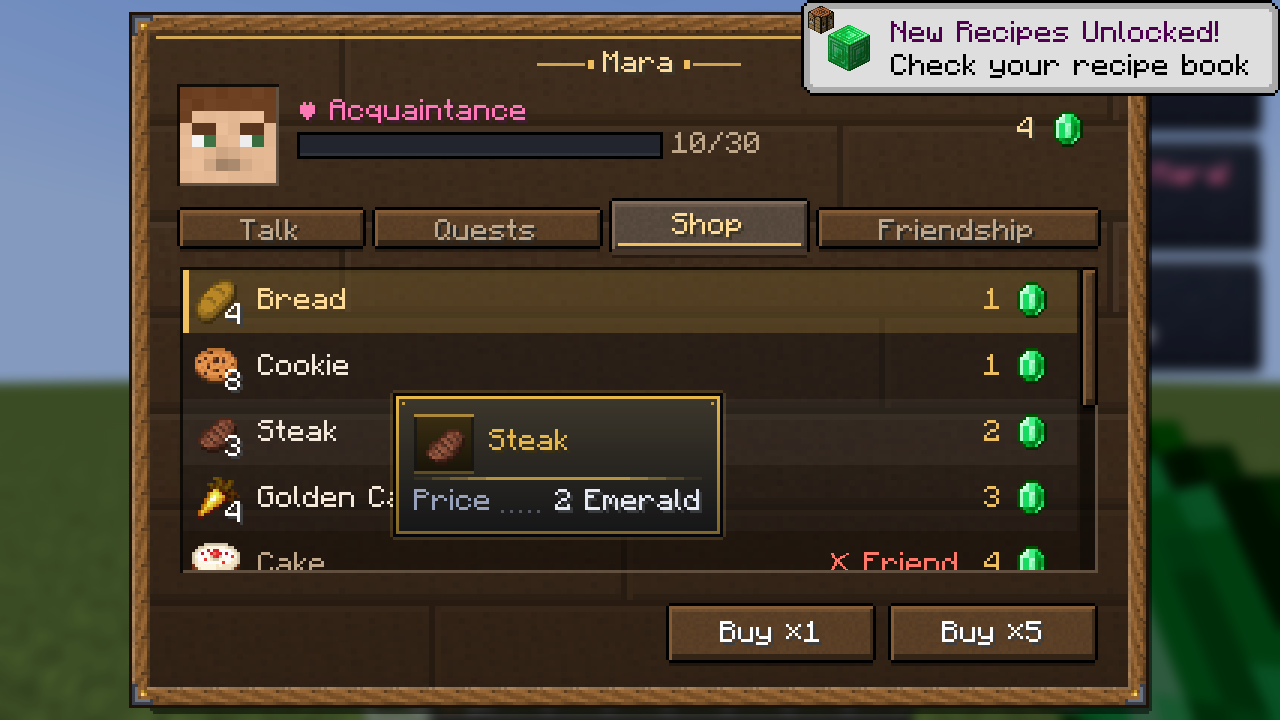 New Recipes Unlocked!
Check your recipe book
Mara
Acquaintance
10/30
4
Talk
Quests
Shop
Friendship
4 Bread 1
8 Cookie 1
3 Steak 2
4 Golden 3
Cake X Friend 4
Steak
Price ..... 2 Emerald
Buy ×1
Buy ×5